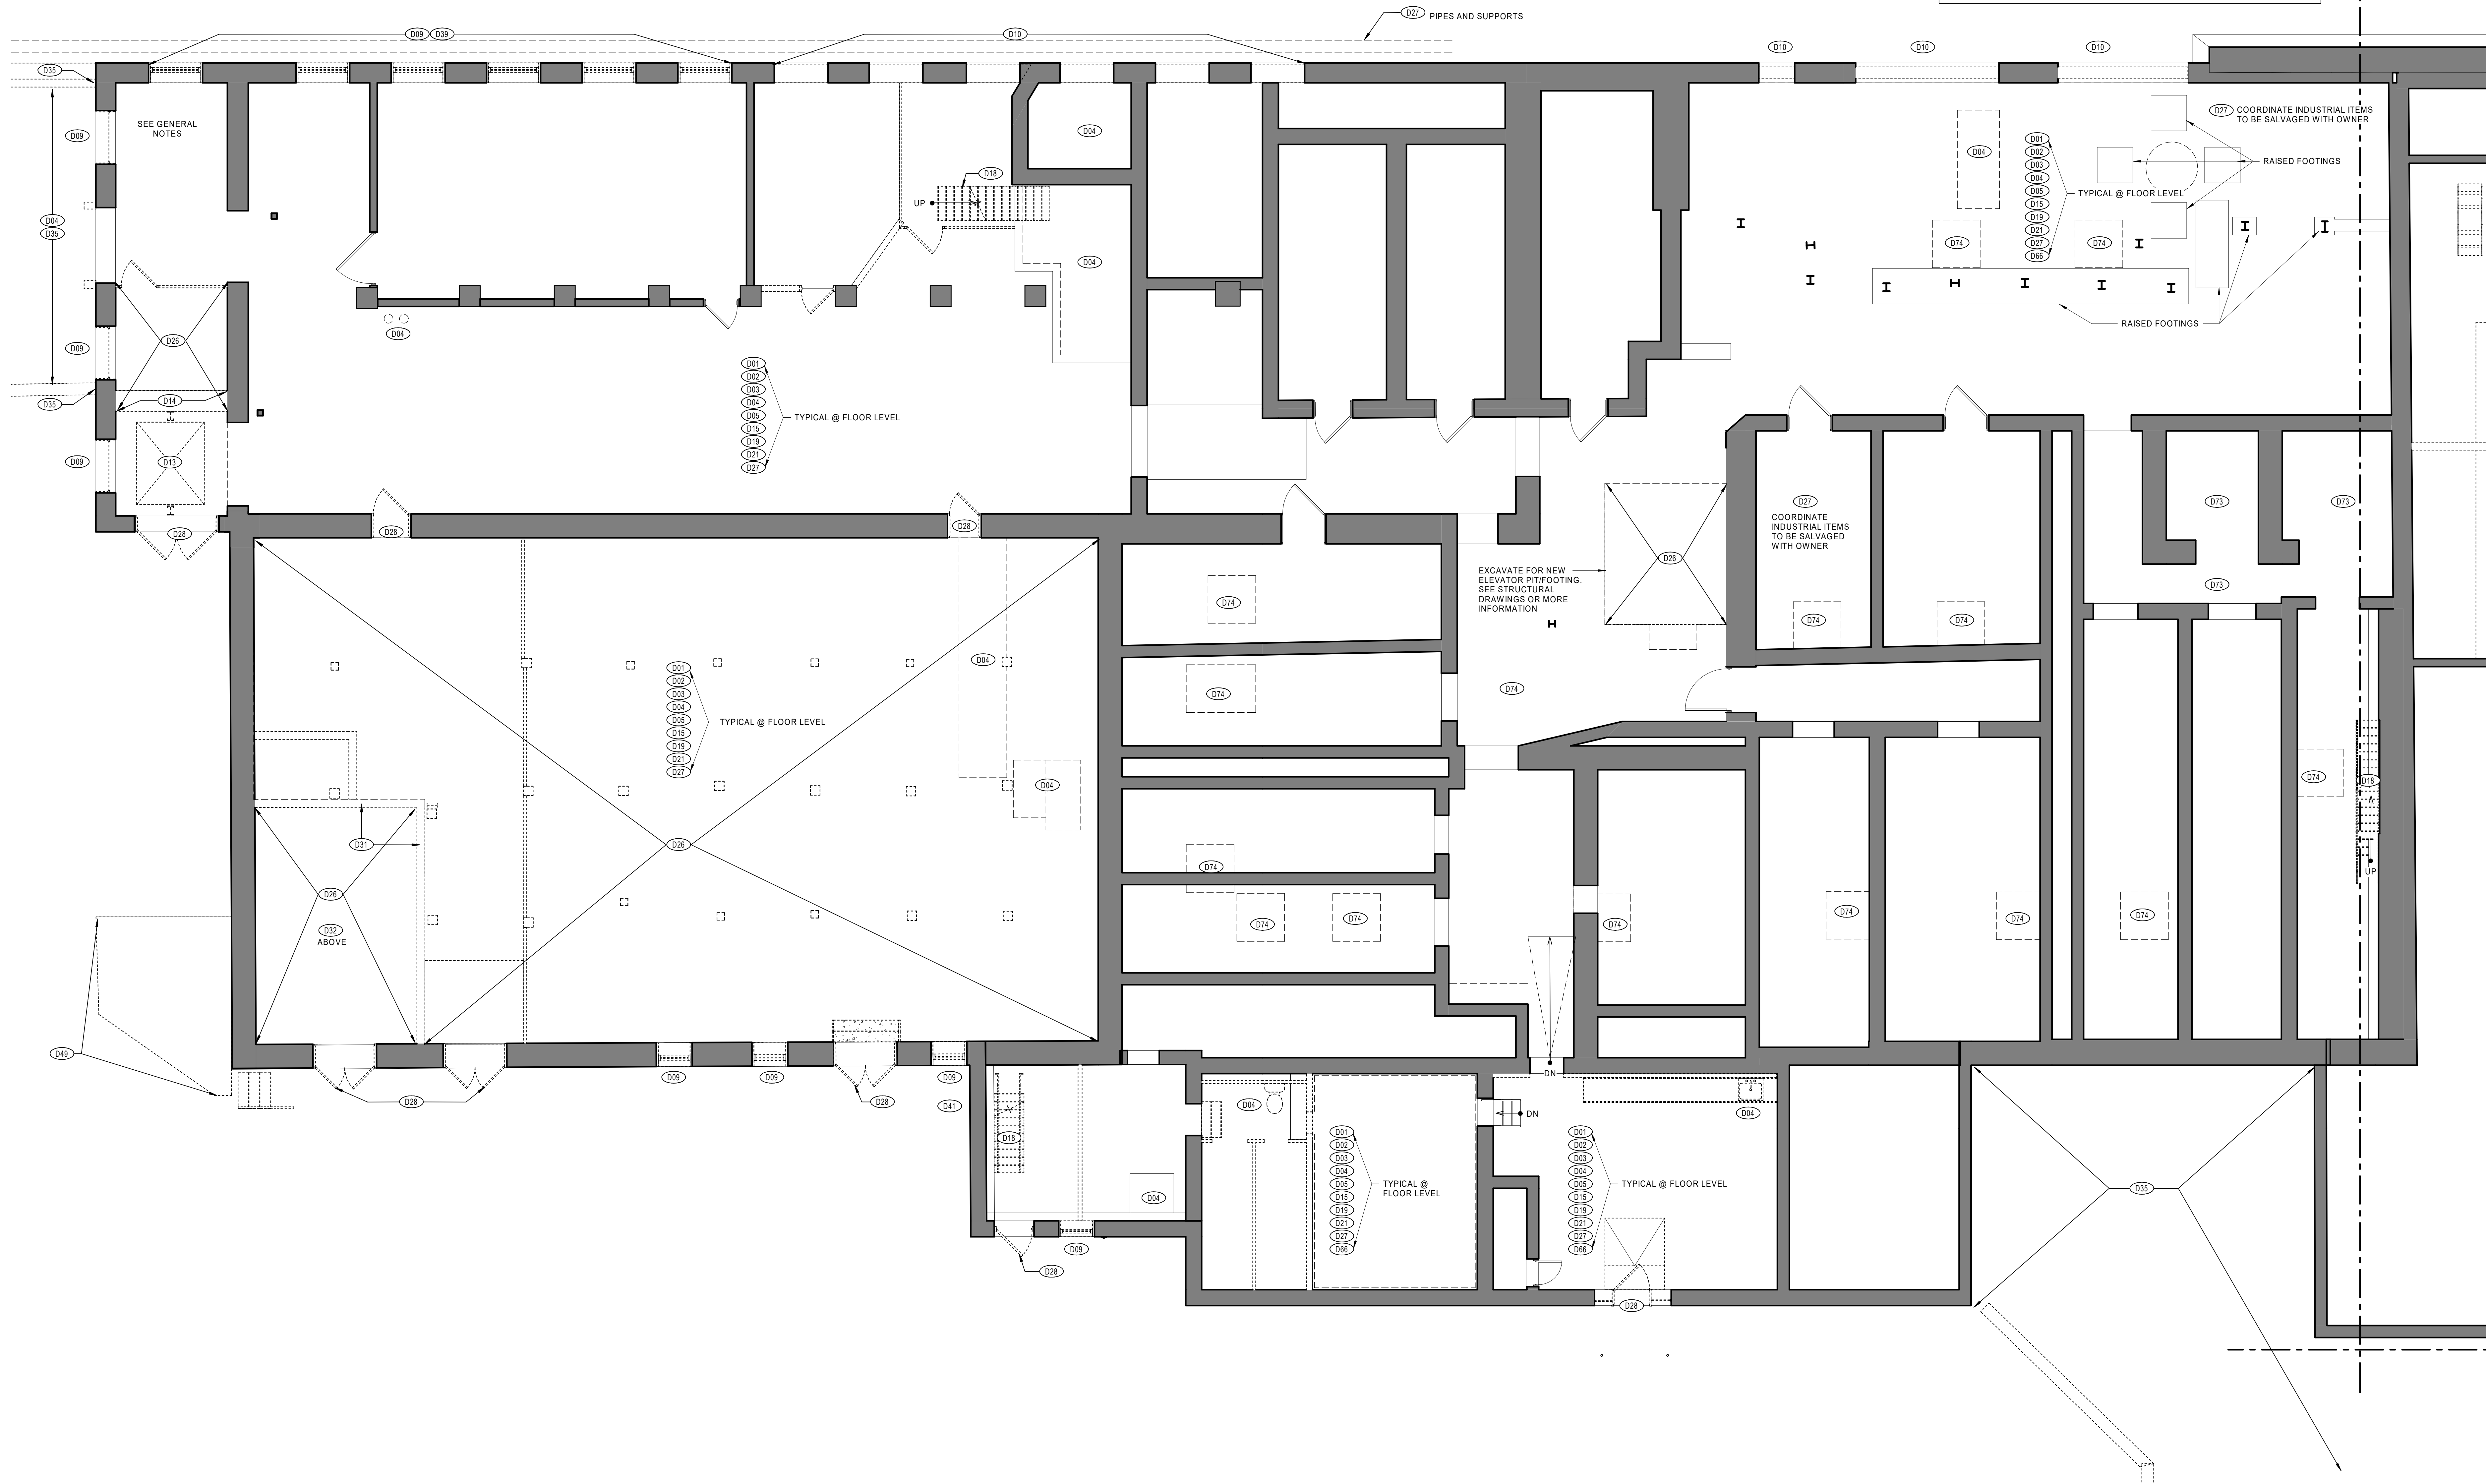 D27 PIPES AND SUPPORTS
D09 D39
D10
D10
D10
D10
D35
SEE GENERAL
NOTES
D09
D04
D35
D09
D35
D09
D26
D14
D13
D28
D04
D18
UP
D04
D04
D01
D02
D03
D04
D05
D15
D19
D21
D27
TYPICAL @ FLOOR LEVEL
D28
D28
D27 COORDINATE INDUSTRIAL ITEMS
TO BE SALVAGED WITH OWNER
D04
D01
D02
D03
D04
D05
D15
D19
D21
D27
D66
TYPICAL @ FLOOR LEVEL
RAISED FOOTINGS
D74
D74
RAISED FOOTINGS
D27
COORDINATE
INDUSTRIAL ITEMS
TO BE SALVAGED
WITH OWNER
D73
D73
D73
D26
EXCAVATE FOR NEW
ELEVATOR PIT/FOOTING.
SEE STRUCTURAL
DRAWINGS OR MORE
INFORMATION
D74
D74
D74
D74
D74
D04
D01
D02
D03
D04
D05
D15
D19
D21
D27
TYPICAL @ FLOOR LEVEL
D04
D31
D26
D26
D32
ABOVE
D74
D18
UP
D74
D74
D74
D74
D74
D74
D74
D49
D28
D09
D09
D28
D09
D41
D18
D04
D09
D28
DN
DN
D04
D01
D02
D03
D04
D05
D15
D19
D21
D27
D66
TYPICAL @
FLOOR LEVEL
D01
D02
D03
D04
D05
D15
D19
D21
D27
D66
TYPICAL @ FLOOR LEVEL
D04
D28
D35